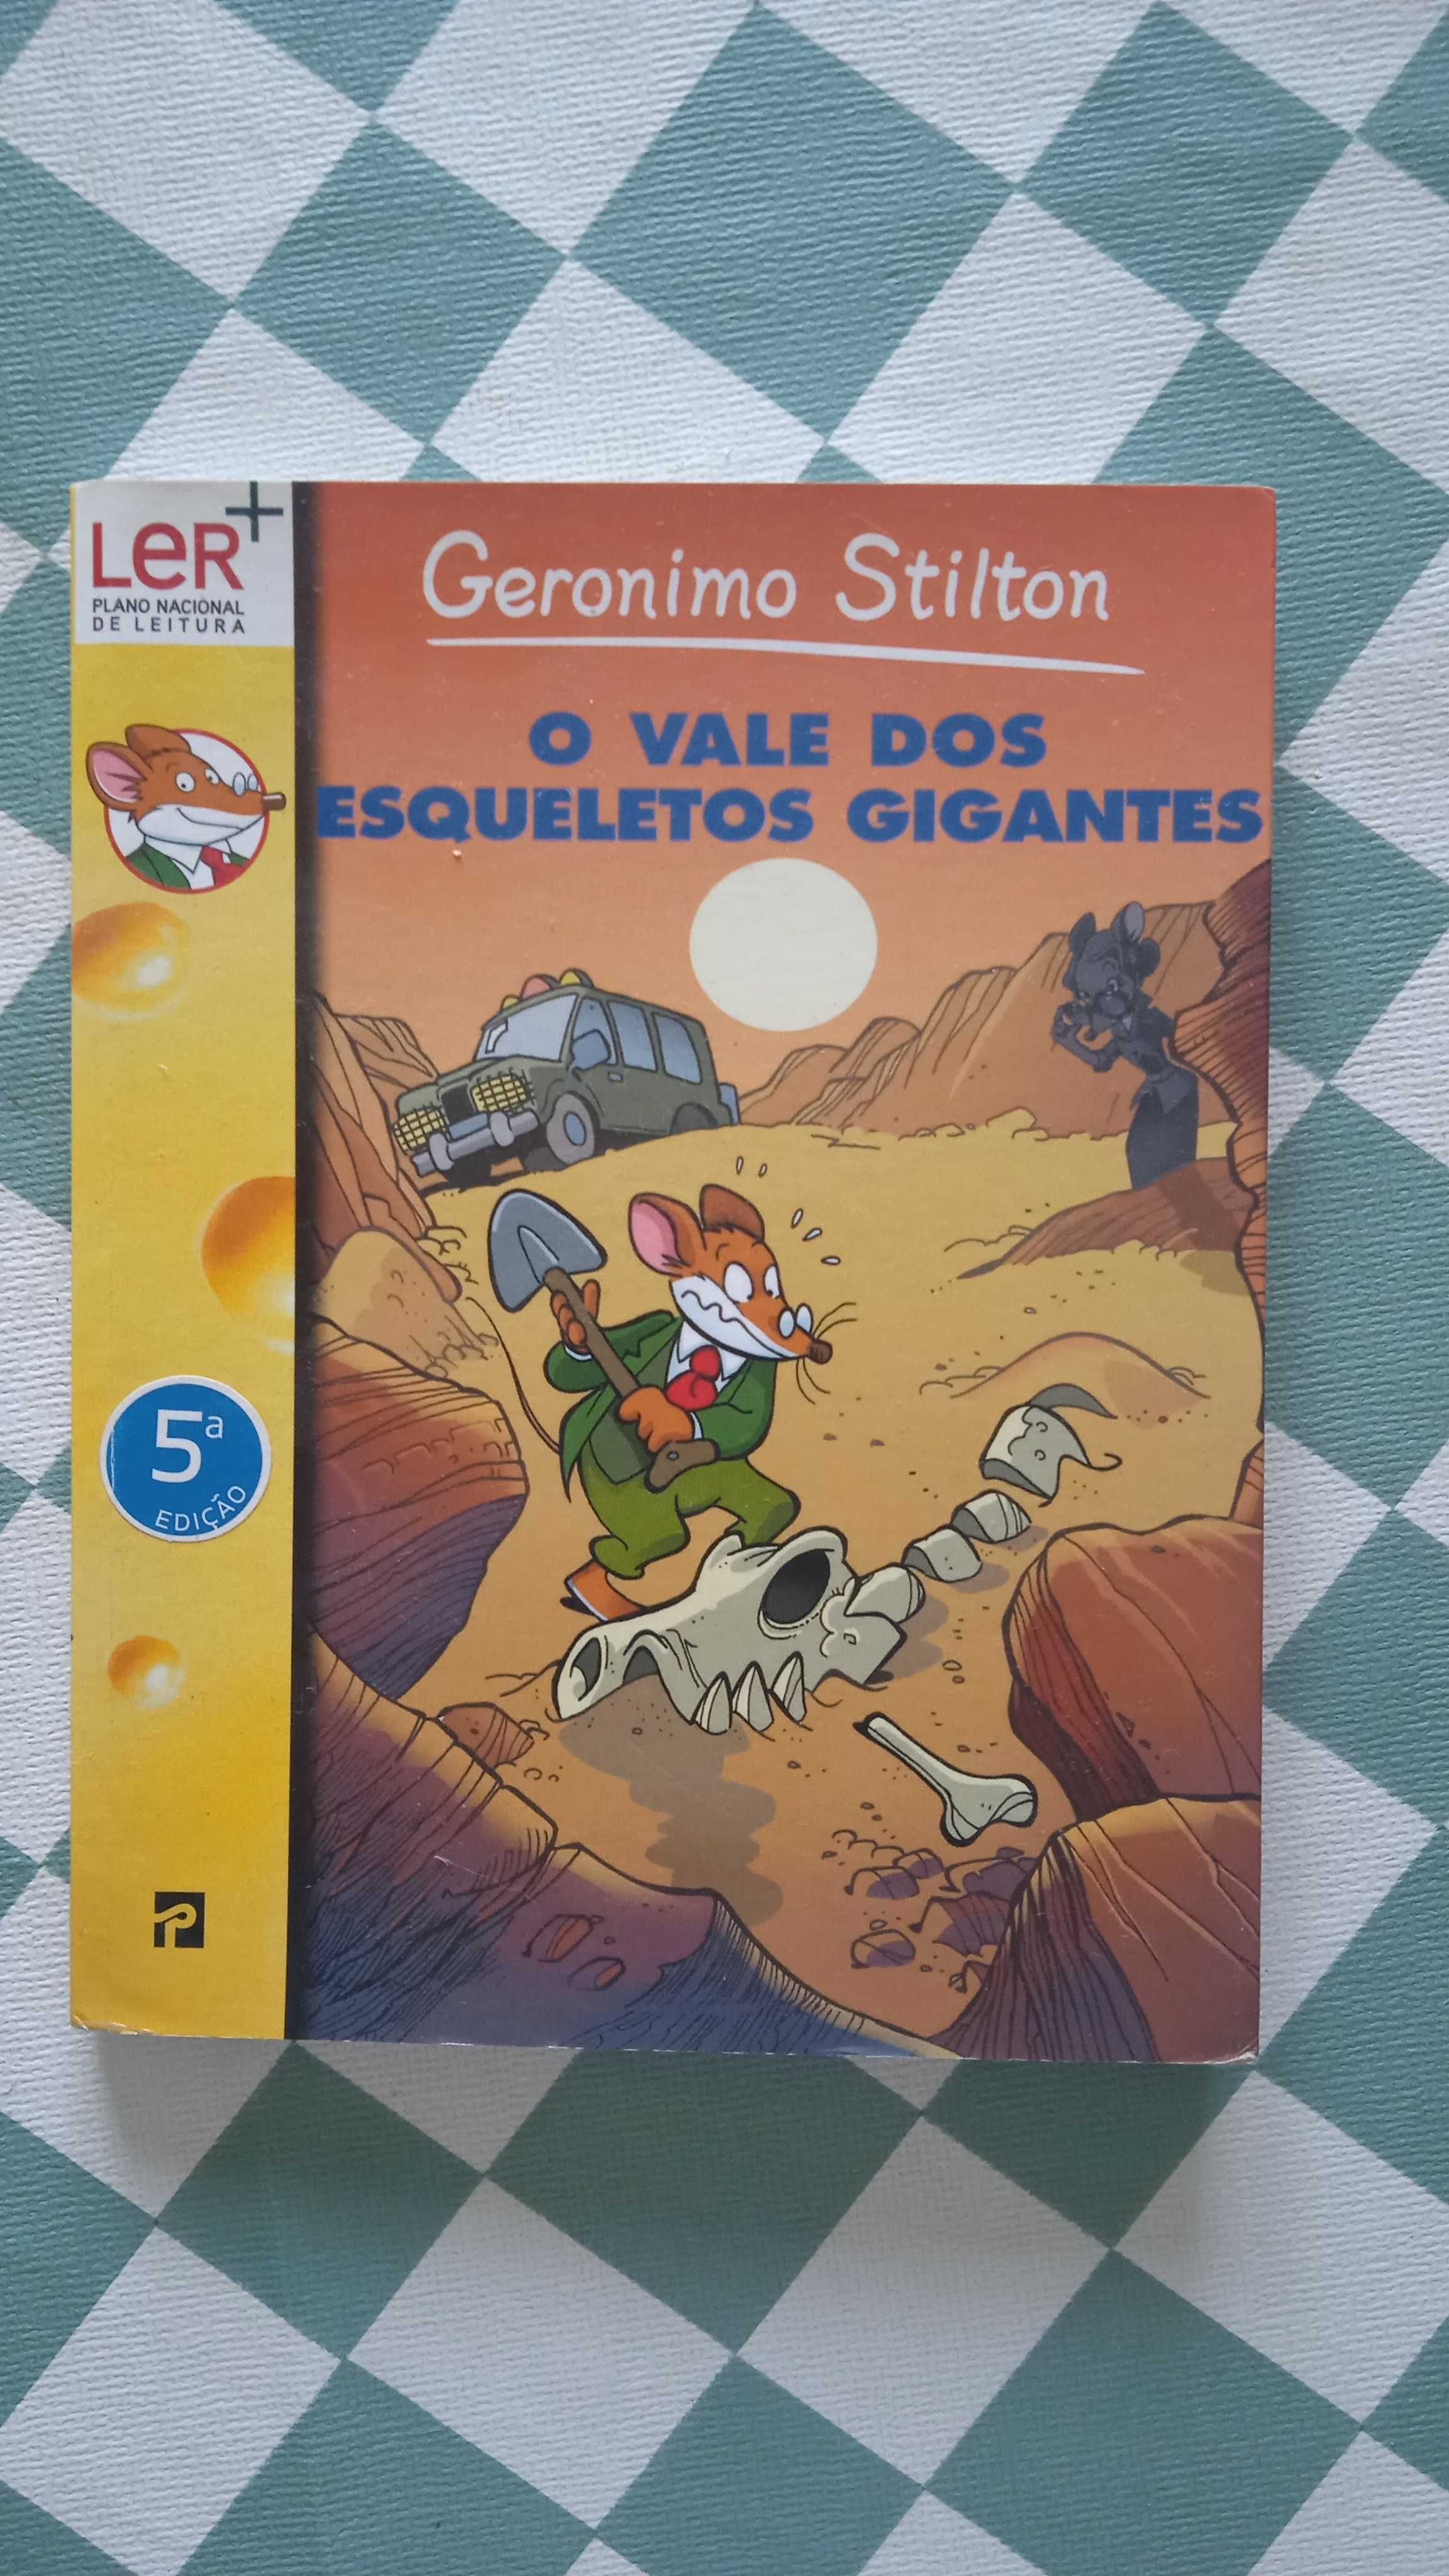 LeR+
PLANO NACIONAL
DE LEITURA
Geronimo Stilton
O VALE DOS
ESQUELETOS GIGANTES
5ª
EDIÇÃO
P